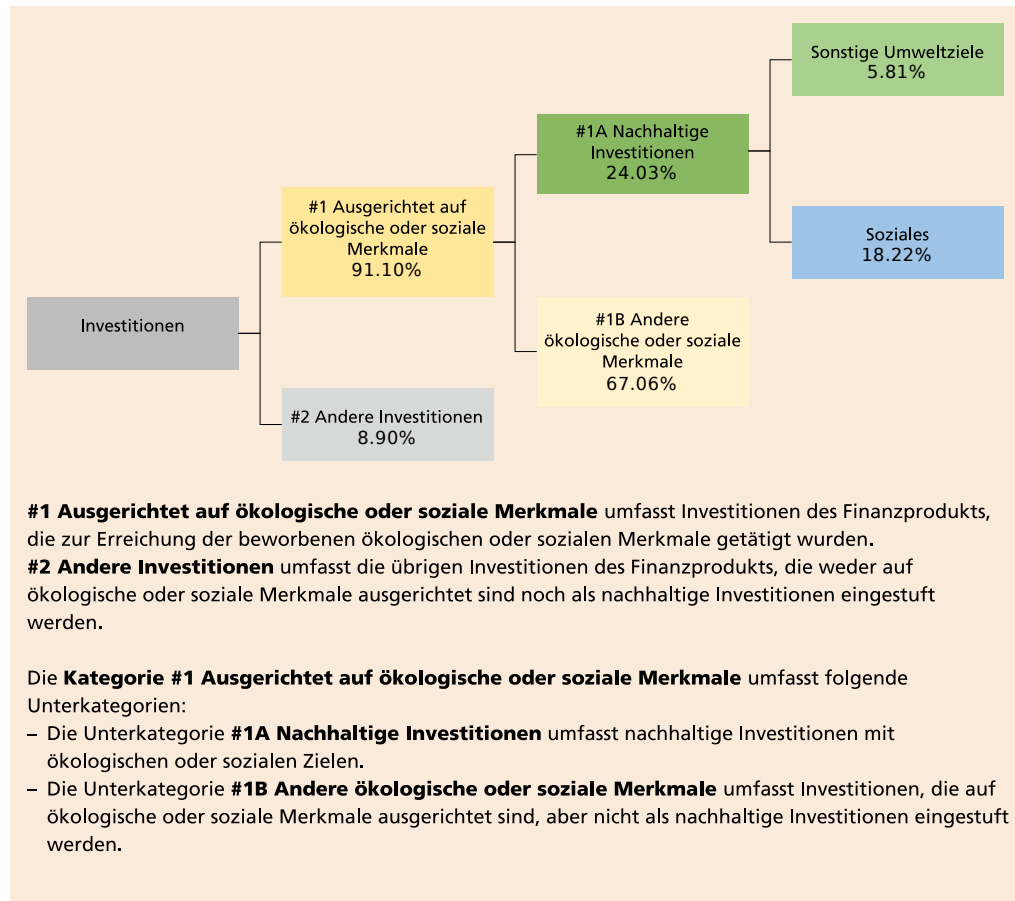 Sonstige Umweltziele
5.81%
#1A Nachhaltige
Investitionen
24.03%
#1 Ausgerichtet auf
ökologische oder soziale
Merkmale
91.10%
Soziales
18.22%
Investitionen
#1B Andere
ökologische oder soziale
Merkmale
67.06%
#2 Andere Investitionen
8.90%
#1 Ausgerichtet auf ökologische oder soziale Merkmale umfasst Investitionen des Finanzprodukts,
die zur Erreichung der beworbenen ökologischen oder sozialen Merkmale getätigt wurden.
#2 Andere Investitionen umfasst die übrigen Investitionen des Finanzprodukts, die weder auf
ökologische oder soziale Merkmale ausgerichtet sind noch als nachhaltige Investitionen eingestuft
werden.
Die Kategorie #1 Ausgerichtet auf ökologische oder soziale Merkmale umfasst folgende
Unterkategorien:
– Die Unterkategorie #1A Nachhaltige Investitionen umfasst nachhaltige Investitionen mit
ökologischen oder sozialen Zielen.
– Die Unterkategorie #1B Andere ökologische oder soziale Merkmale umfasst Investitionen, die auf
ökologische oder soziale Merkmale ausgerichtet sind, aber nicht als nachhaltige Investitionen eingestuft
werden.